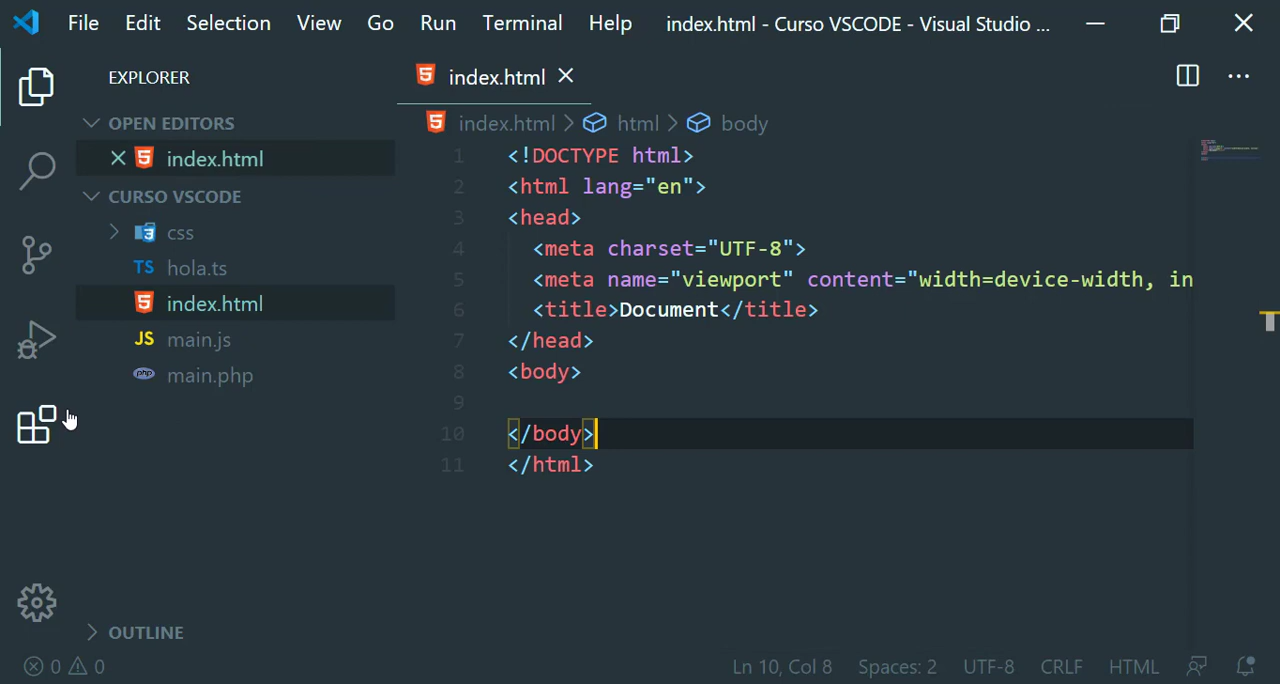 File Edit Selection View Go Run Terminal Help index.html - Curso VSCODE - Visual Studio ...
EXPLORER
OPEN EDITORS
index.html
CURSO VSCODE
css
TS hola.ts
index.html
JS main.js
php main.php
OUTLINE
index.html
index.html > html > body
1 <!DOCTYPE html>
2 <html lang="en">
3 <head>
4 <meta charset="UTF-8">
5 <meta name="viewport" content="width=device-width, in
6 <title>Document</title>
7 </head>
8 <body>
9
10 </body>
11 </html>
0 0 Ln 10, Col 8 Spaces: 2 UTF-8 CRLF HTML